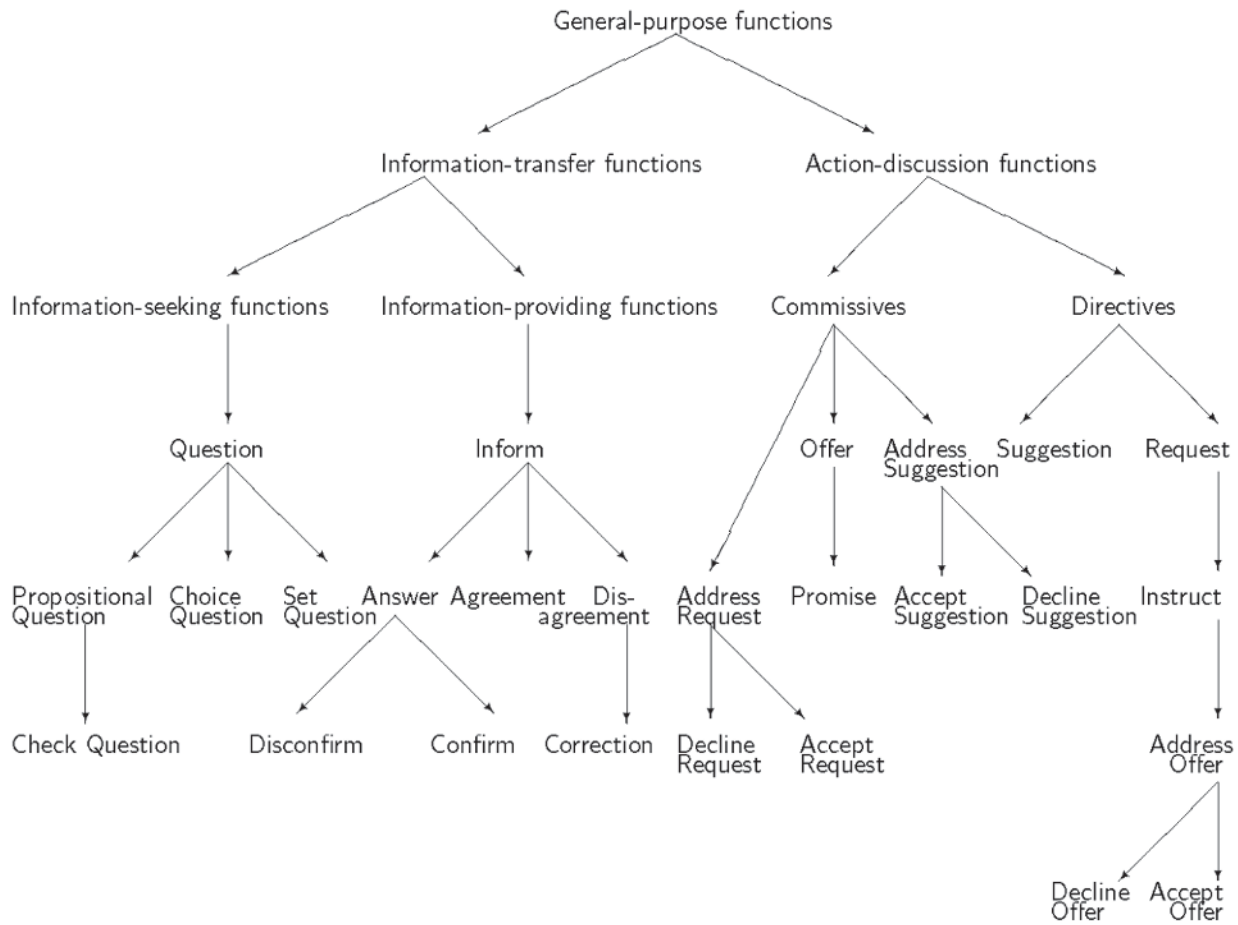 General-purpose functions
Information-transfer functions
Action-discussion functions
Information-seeking functions
Information-providing functions
Commissives
Directives
Question
Inform
Offer
Address
Suggestion
Suggestion
Request
Propositional
Question
Choice
Question
Set
Question
Answer
Agreement
Dis-
agreement
Address
Request
Promise
Accept
Suggestion
Decline
Suggestion
Instruct
Check Question
Disconfirm
Confirm
Correction
Decline
Request
Accept
Request
Address
Offer
Decline
Offer
Accept
Offer